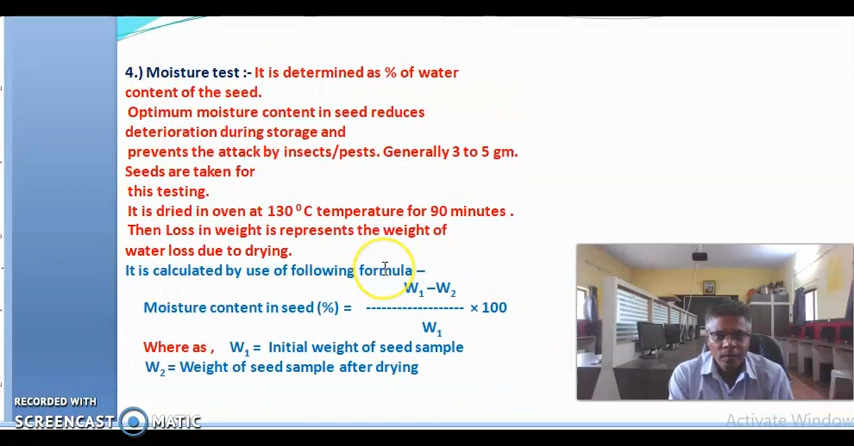 4.) Moisture test :- It is determined as % of water
content of the seed.
Optimum moisture content in seed reduces
deterioration during storage and
prevents the attack by insects/pests. Generally 3 to 5 gm.
Seeds are taken for
this testing.
It is dried in oven at 130 ⁰ C temperature for 90 minutes .
Then Loss in weight is represents the weight of
water loss due to drying.
It is calculated by use of following formula –
W₁ –W₂
Moisture content in seed (%) = ------------------- × 100
W₁
Where as , W₁ = Initial weight of seed sample
W₂ = Weight of seed sample after drying
RECORDED WITH
SCREENCAST MATIC
Activate Window